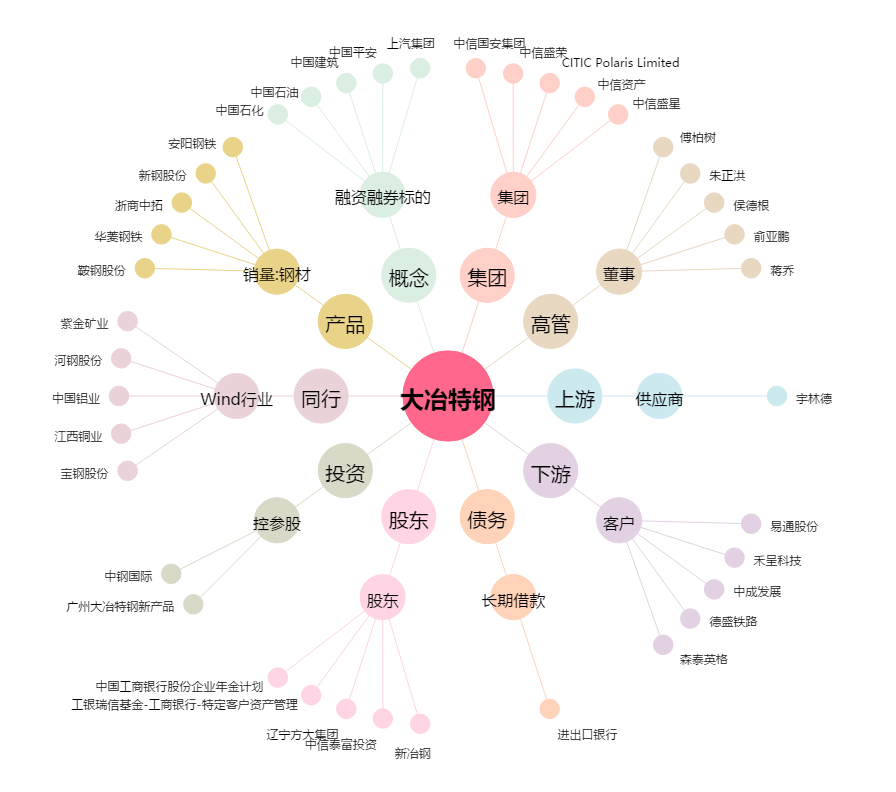 上汽集团
中国平安
中国建筑
中国石油
中国石化
融资融券标的
概念
中信国安集团
中信盛荣
CITIC Polaris Limited
中信资产
中信盛星
集团
集团
傅柏树
朱正洪
侯德根
俞亚鹏
蒋乔
董事
高管
安阳钢铁
新钢股份
浙商中拓
华菱钢铁
鞍钢股份
销量:钢材
产品
紫金矿业
河钢股份
中国铝业
江西铜业
宝钢股份
Wind行业
同行
大冶特钢
上游
供应商
宇林德
投资
控参股
中钢国际
广州大冶特钢新产品
下游
客户
易通股份
禾呈科技
中成发展
德盛铁路
森泰英格
股东
股东
中国工商银行股份企业年金计划
工银瑞信基金-工商银行-特定客户资产管理
辽宁方大集团
中信泰富投资
新冶钢
债务
长期借款
进出口银行